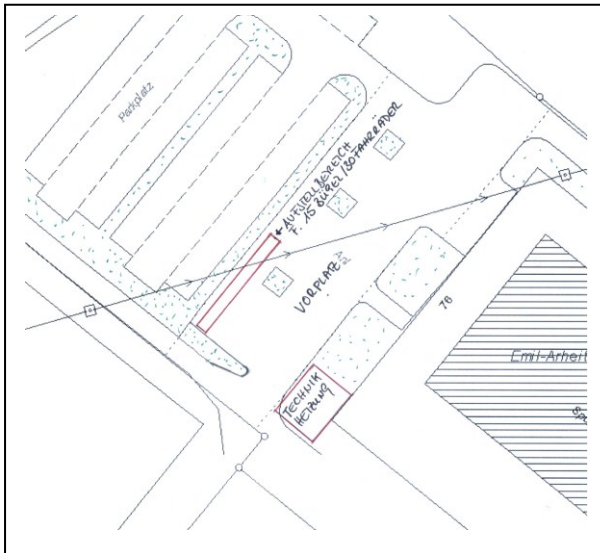 Parkplatz
← AUFSTELLBEREICH
F. 15 BÜGEL/30 FAHRRÄDER
VORPLATZ
76
Emil-Arheit
TECHNIK
HEIZUNG